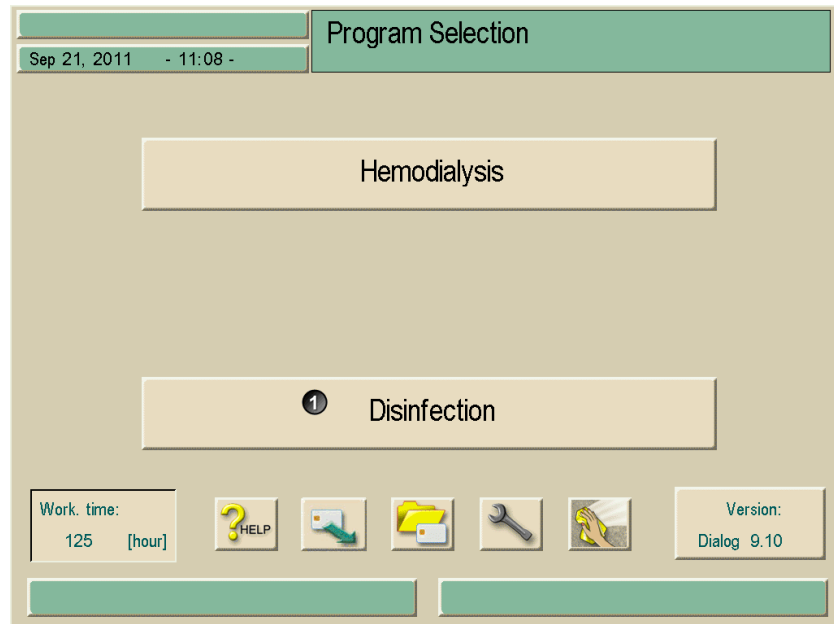 Program Selection
Sep 21, 2011 - 11:08 -
Hemodialysis
1 Disinfection
Work. time:
125 [hour]
?HELP
Version:
Dialog 9.10